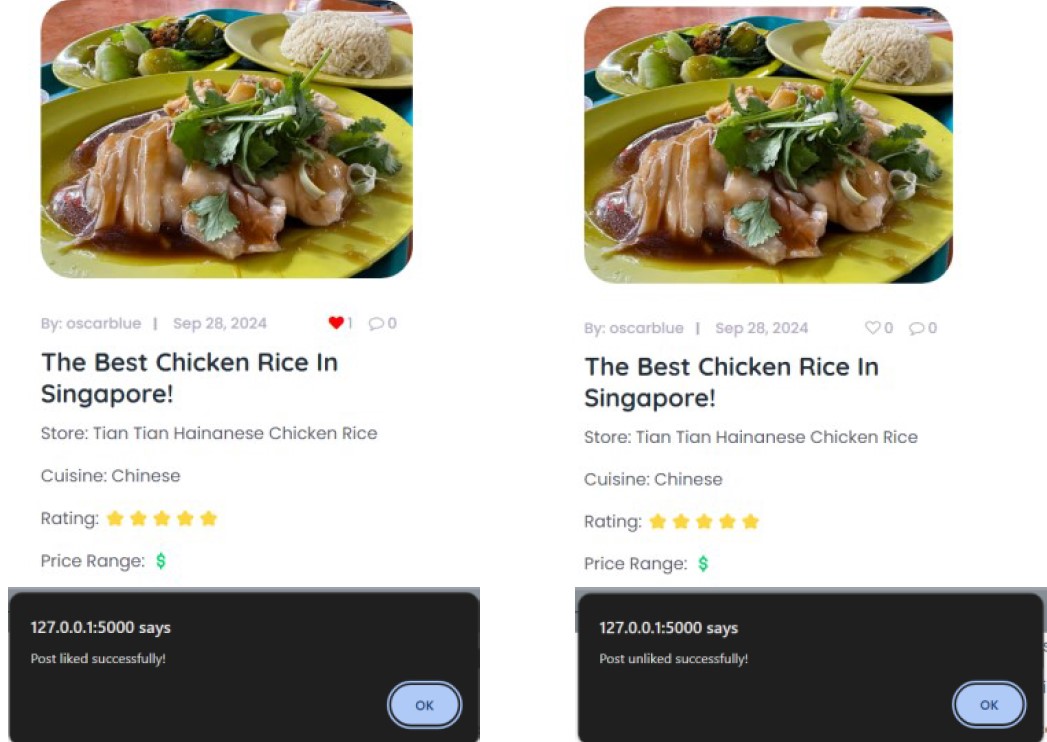 By: oscarblue | Sep 28, 2024 1 0
The Best Chicken Rice In
Singapore!
Store: Tian Tian Hainanese Chicken Rice
Cuisine: Chinese
Rating:
Price Range: $
127.0.0.1:5000 says
Post liked successfully!
OK
By: oscarblue | Sep 28, 2024 0 0
The Best Chicken Rice In
Singapore!
Store: Tian Tian Hainanese Chicken Rice
Cuisine: Chinese
Rating:
Price Range: $
127.0.0.1:5000 says
Post unliked successfully!
OK